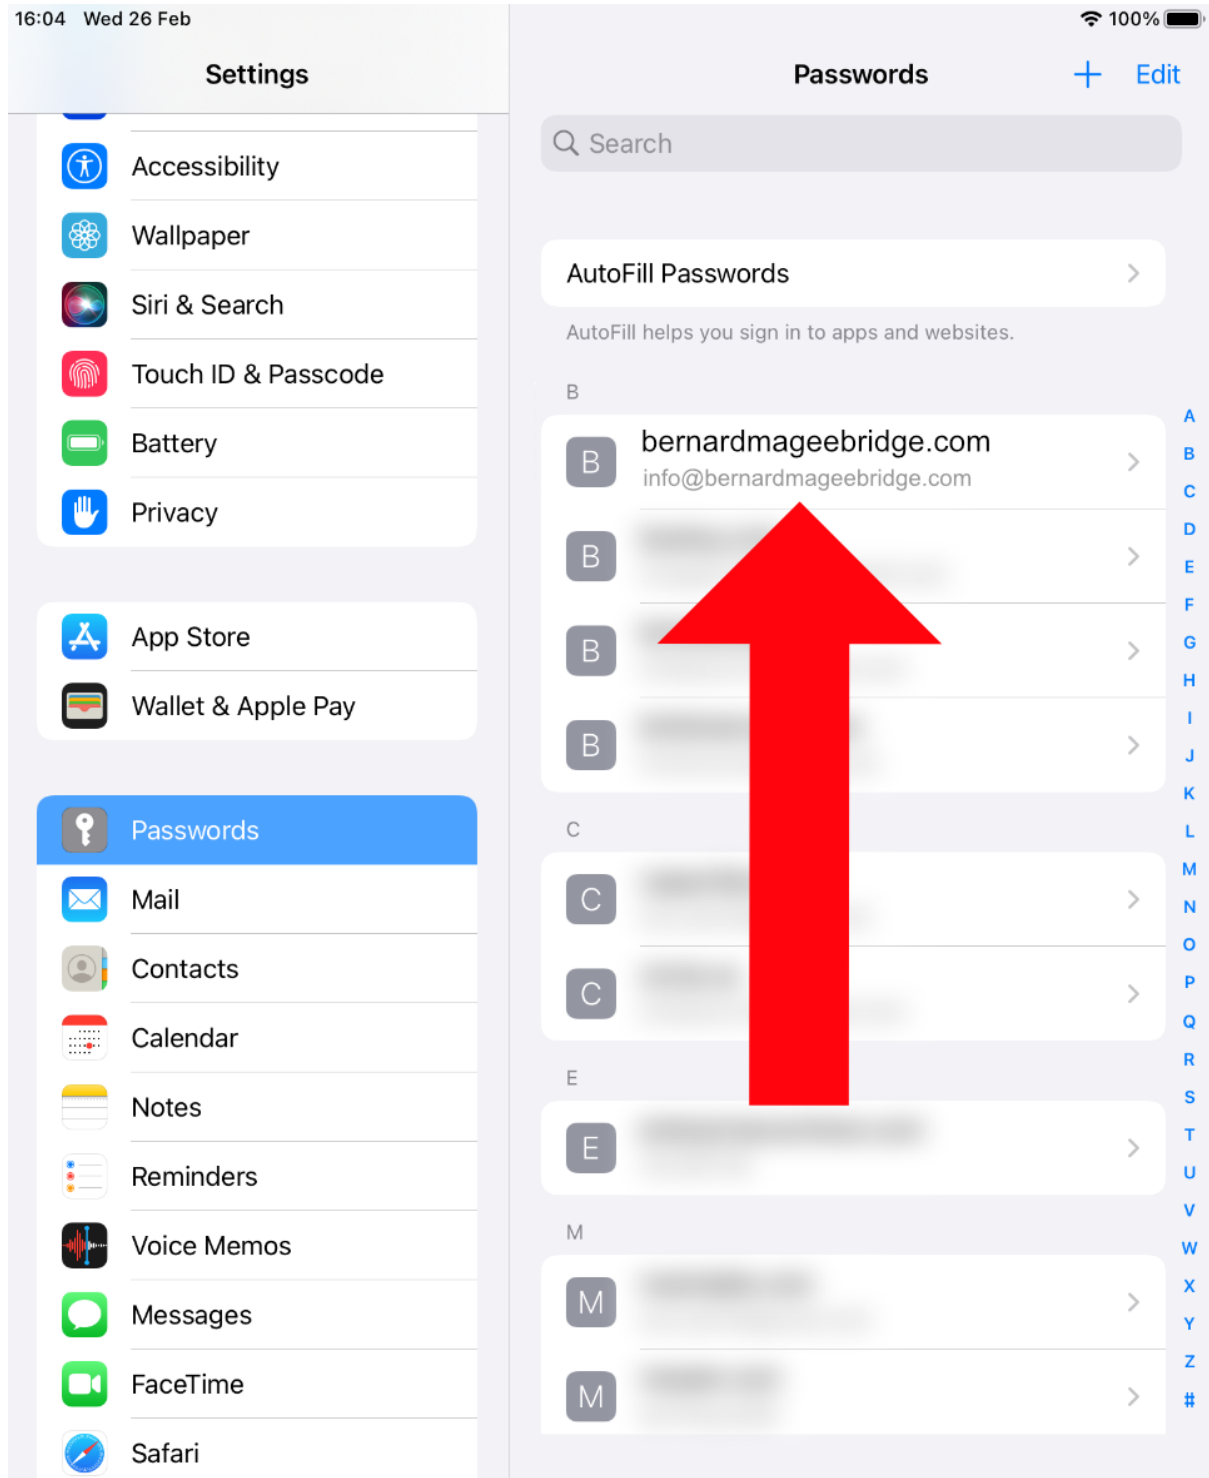 16:04 Wed 26 Feb
100%
Settings
Accessibility
Wallpaper
Siri & Search
Touch ID & Passcode
Battery
Privacy
App Store
Wallet & Apple Pay
Passwords
Mail
Contacts
Calendar
Notes
Reminders
Voice Memos
Messages
FaceTime
Safari
Passwords
Edit
Search
AutoFill Passwords
AutoFill helps you sign in to apps and websites.
B
B
bernardmageebridge.com
info@bernardmageebridge.com
B
B
B
C
C
C
E
E
M
M
M
A
B
C
D
E
F
G
H
I
J
K
L
M
N
O
P
Q
R
S
T
U
V
W
X
Y
Z
#